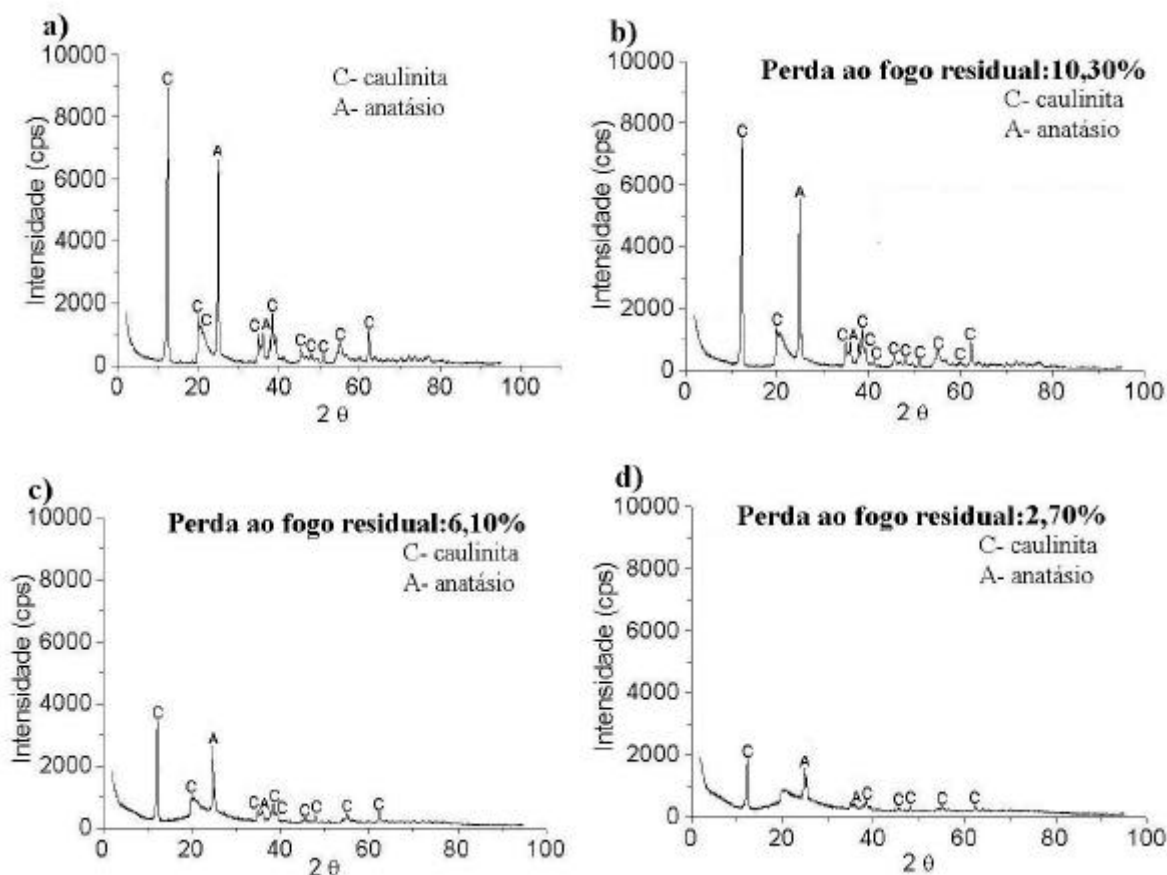 a)
10000
8000
6000
4000
2000
0
Intensidade (cps)
C- caulinita
A- anatásio
C
C
C
A
C
A
C
C
C
C
C
C
0 20 40 60 80 100
2 θ
b)
10000
8000
6000
4000
2000
0
Intensidade (cps)
Perda ao fogo residual:10,30%
C- caulinita
A- anatásio
C
C
A
C
A
C
C
C
C
C
C
C
C
C
0 20 40 60 80 100
2 θ
c)
10000
8000
6000
4000
2000
0
Intensidade (cps)
Perda ao fogo residual:6,10%
C- caulinita
A- anatásio
C
C
A
C
A
C
C
C
C
C
C
0 20 40 60 80 100
2 θ
d)
10000
8000
6000
4000
2000
0
Intensidade (cps)
Perda ao fogo residual:2,70%
C- caulinita
A- anatásio
C
A
A
C
C
C
C
C
0 20 40 60 80 100
2 θ